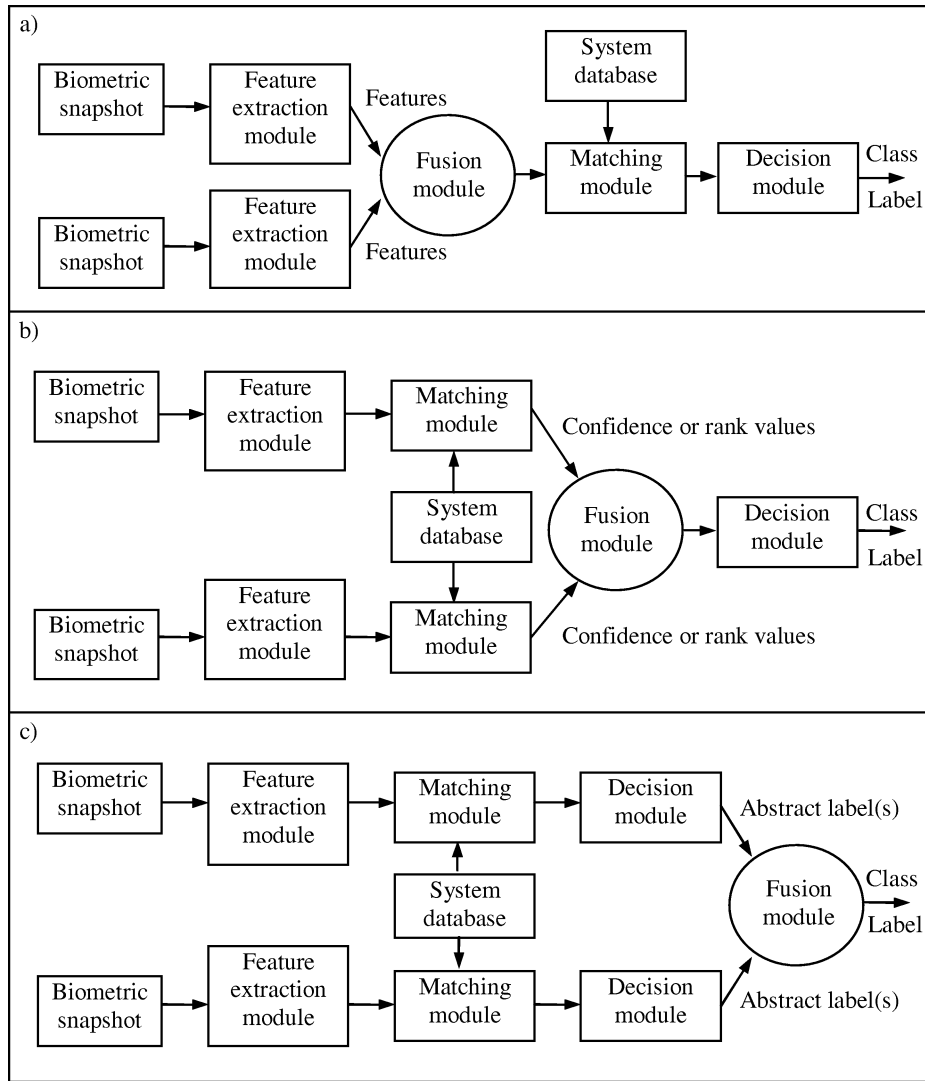 a)
Biometric
snapshot
Feature
extraction
module
Features
Biometric
snapshot
Feature
extraction
module
Features
Fusion
module
System
database
Matching
module
Decision
module
Class
Label
b)
Biometric
snapshot
Feature
extraction
module
Matching
module
Confidence or rank values
System
database
Biometric
snapshot
Feature
extraction
module
Matching
module
Confidence or rank values
Fusion
module
Decision
module
Class
Label
c)
Biometric
snapshot
Feature
extraction
module
Matching
module
Decision
module
Abstract label(s)
System
database
Biometric
snapshot
Feature
extraction
module
Matching
module
Decision
module
Abstract label(s)
Fusion
module
Class
Label